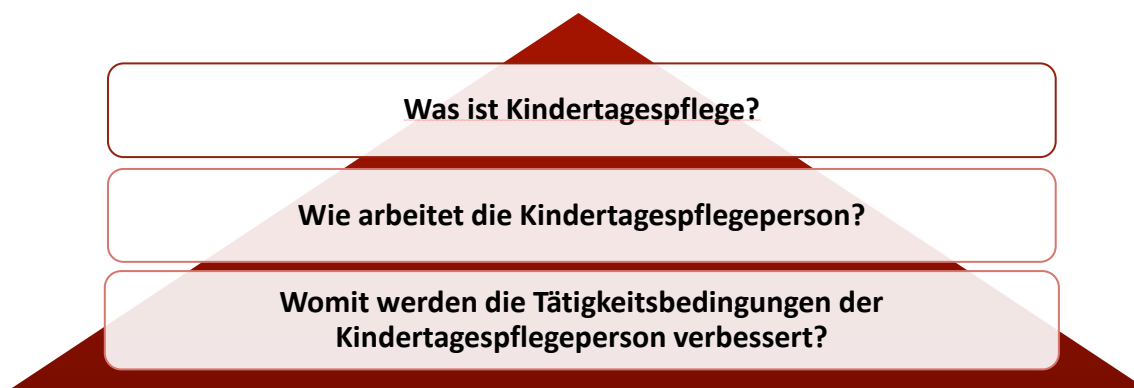 Was ist Kindertagespflege?
Wie arbeitet die Kindertagespflegeperson?
Womit werden die Tätigkeitsbedingungen der
Kindertagespflegeperson verbessert?